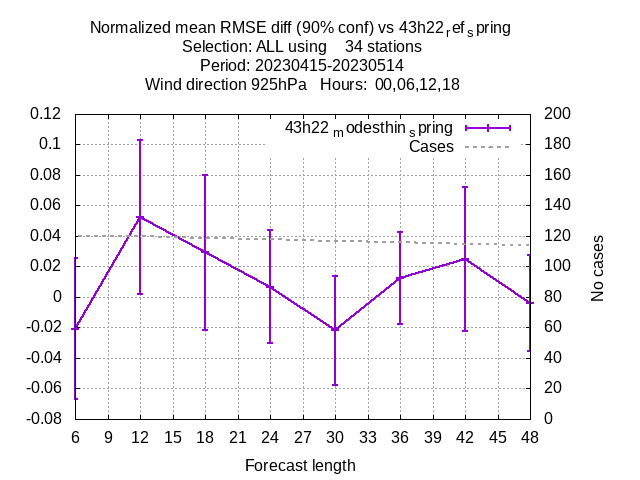 Normalized mean RMSE diff (90% conf) vs 43h22refspring
Selection: ALL using 34 stations
Period: 20230415-20230514
Wind direction 925hPa Hours: 00,06,12,18
0.12 200
0.1 43h22 modesthinspring 180
0.08 Cases 160
0.06 140
0.04 120
0.02 100
0 80
-0.02 60
-0.04 40
-0.06 20
-0.08 0
No cases
6 9 12 15 18 21 24 27 30 33 36 39 42 45 48
Forecast length